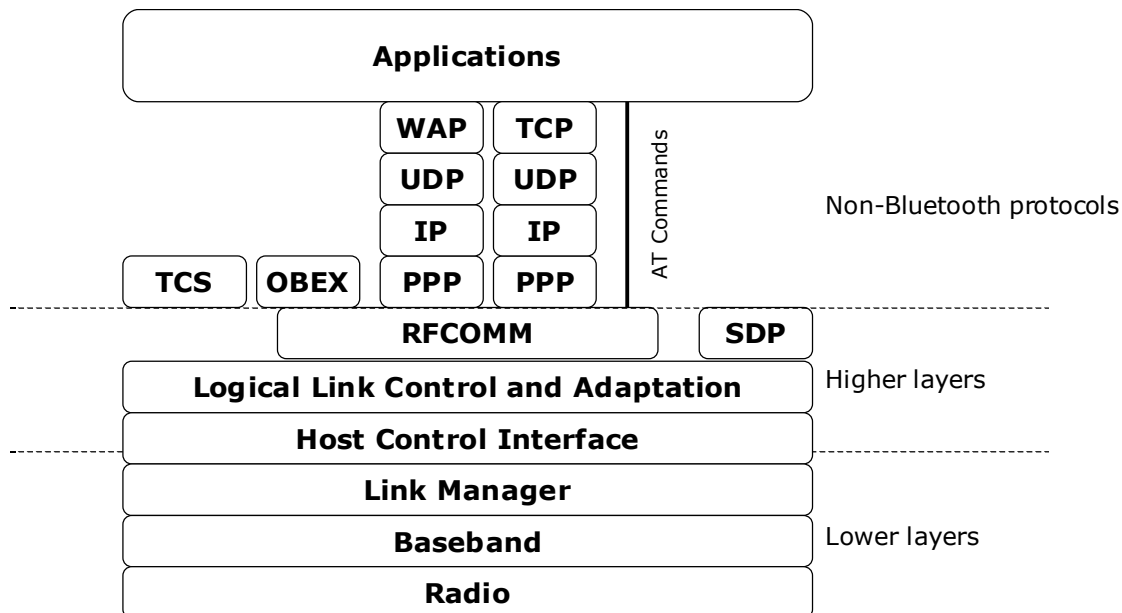 Applications
WAP TCP
UDP UDP
AT Commands
Non-Bluetooth protocols
IP IP
TCS OBEX PPP PPP
RFCOMM SDP
Logical Link Control and Adaptation
Higher layers
Host Control Interface
Link Manager
Baseband
Lower layers
Radio